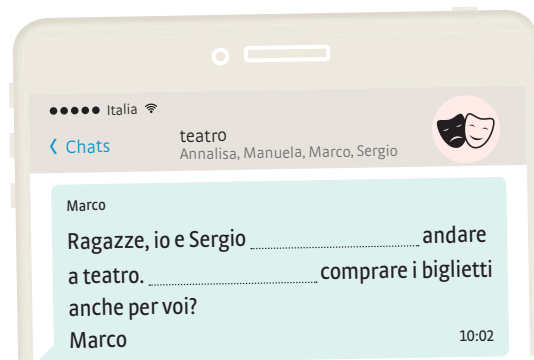 Italia
Chats
teatro
Annalisa, Manuela, Marco, Sergio
Marco
Ragazze, io e Sergio ........................ andare
a teatro. ........................ comprare i biglietti
anche per voi?
Marco
10:02